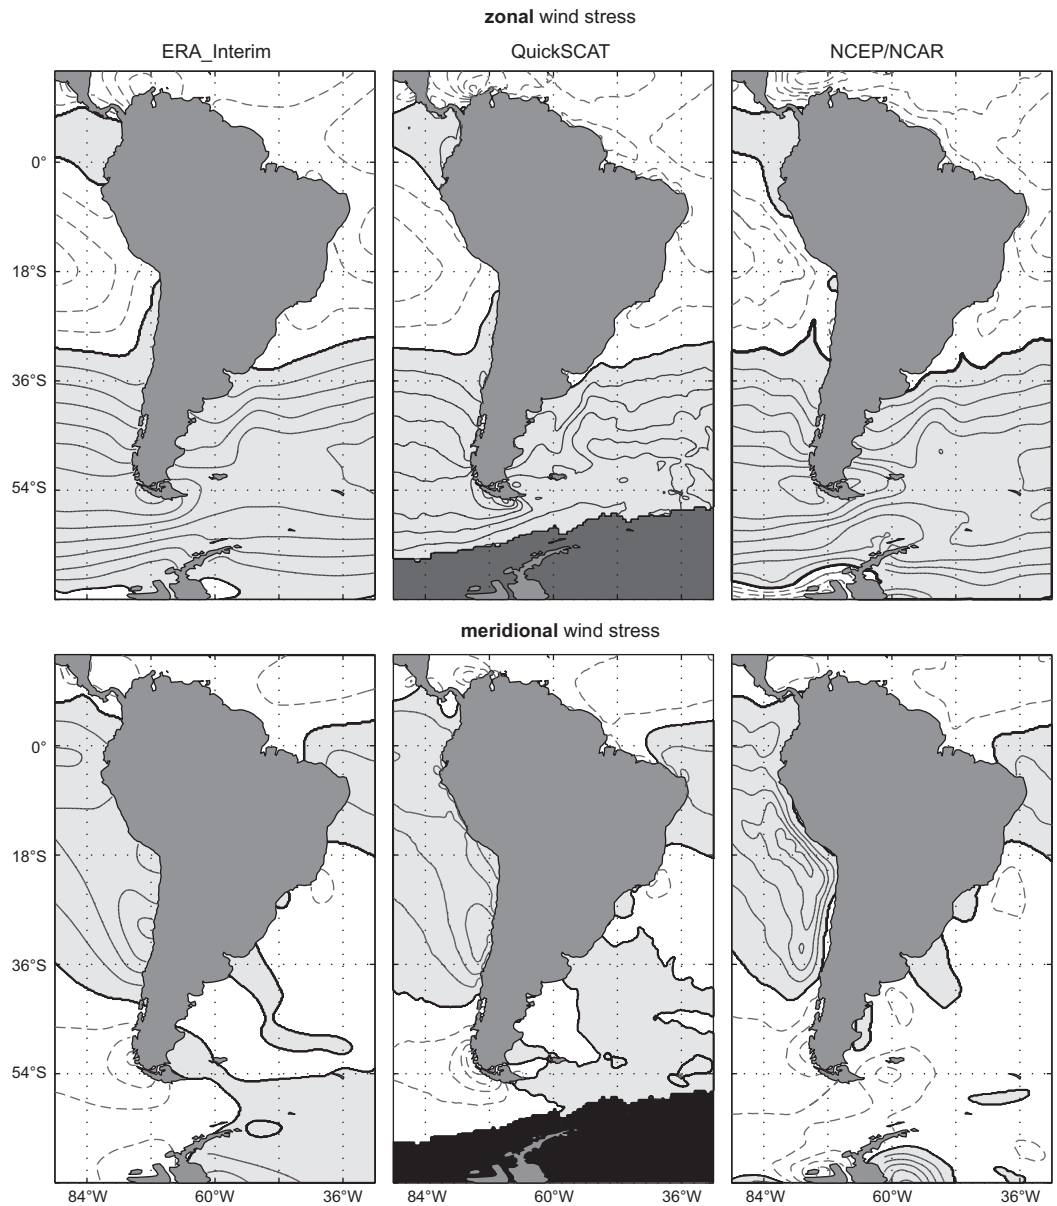 zonal wind stress
ERA_Interim QuickSCAT NCEP/NCAR
0°
18°S
36°S
54°S
meridional wind stress
0°
18°S
36°S
54°S
84°W 60°W 36°W 84°W 60°W 36°W 84°W 60°W 36°W